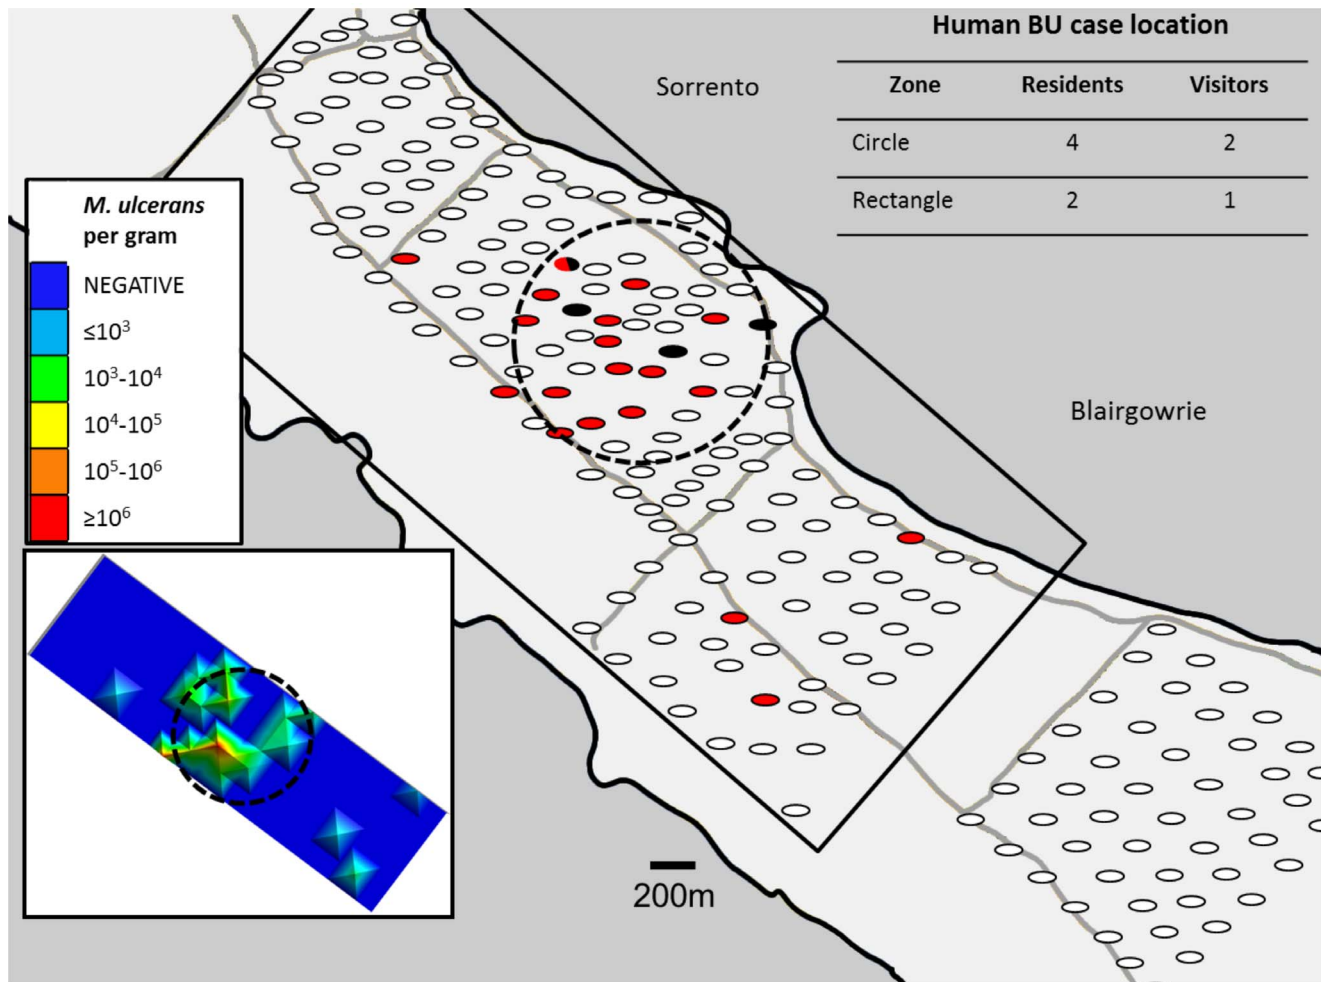 Human BU case location
Zone Residents Visitors
Circle 4 2
Rectangle 2 1
Sorrento
Blairgowrie
M. ulcerans
per gram
NEGATIVE
≤10³
10³-10⁴
10⁴-10⁵
10⁵-10⁶
≥10⁶
200m